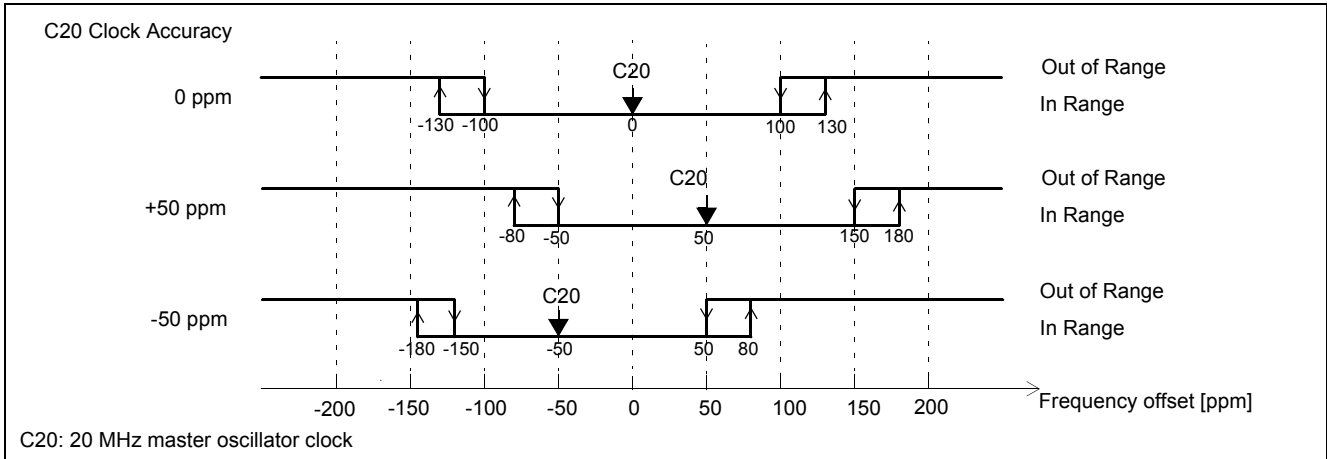 C20 Clock Accuracy
C20
Out of Range
0 ppm
In Range
-130 -100 0 100 130
C20
Out of Range
+50 ppm
In Range
-80 -50 50 150 180
C20
Out of Range
-50 ppm
In Range
-180 -150 -50 50 80
-200 -150 -100 -50 0 50 100 150 200
Frequency offset [ppm]
C20: 20 MHz master oscillator clock